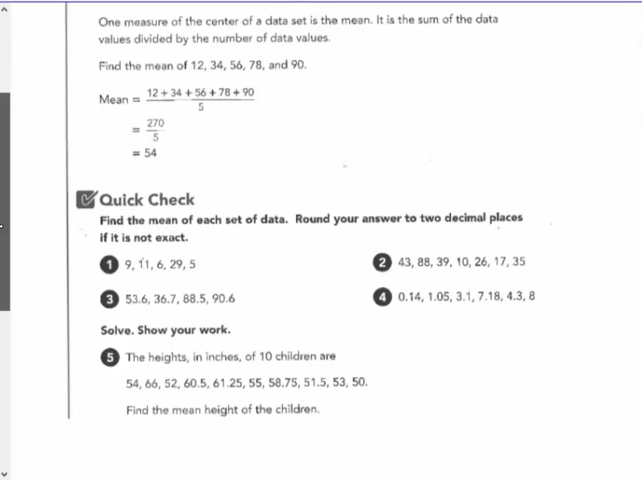 One measure of the center of a data set is the mean. It is the sum of the data
values divided by the number of data values.
Find the mean of 12, 34, 56, 78, and 90.
Mean = 12 + 34 + 56 + 78 + 90
5
= 270
5
= 54
Quick Check
Find the mean of each set of data. Round your answer to two decimal places
if it is not exact.
1 9, 11, 6, 29, 5
2 43, 88, 39, 10, 26, 17, 35
3 53.6, 36.7, 88.5, 90.6
4 0.14, 1.05, 3.1, 7.18, 4.3, 8
Solve. Show your work.
5 The heights, in inches, of 10 children are
54, 66, 52, 60.5, 61.25, 55, 58.75, 51.5, 53, 50.
Find the mean height of the children.